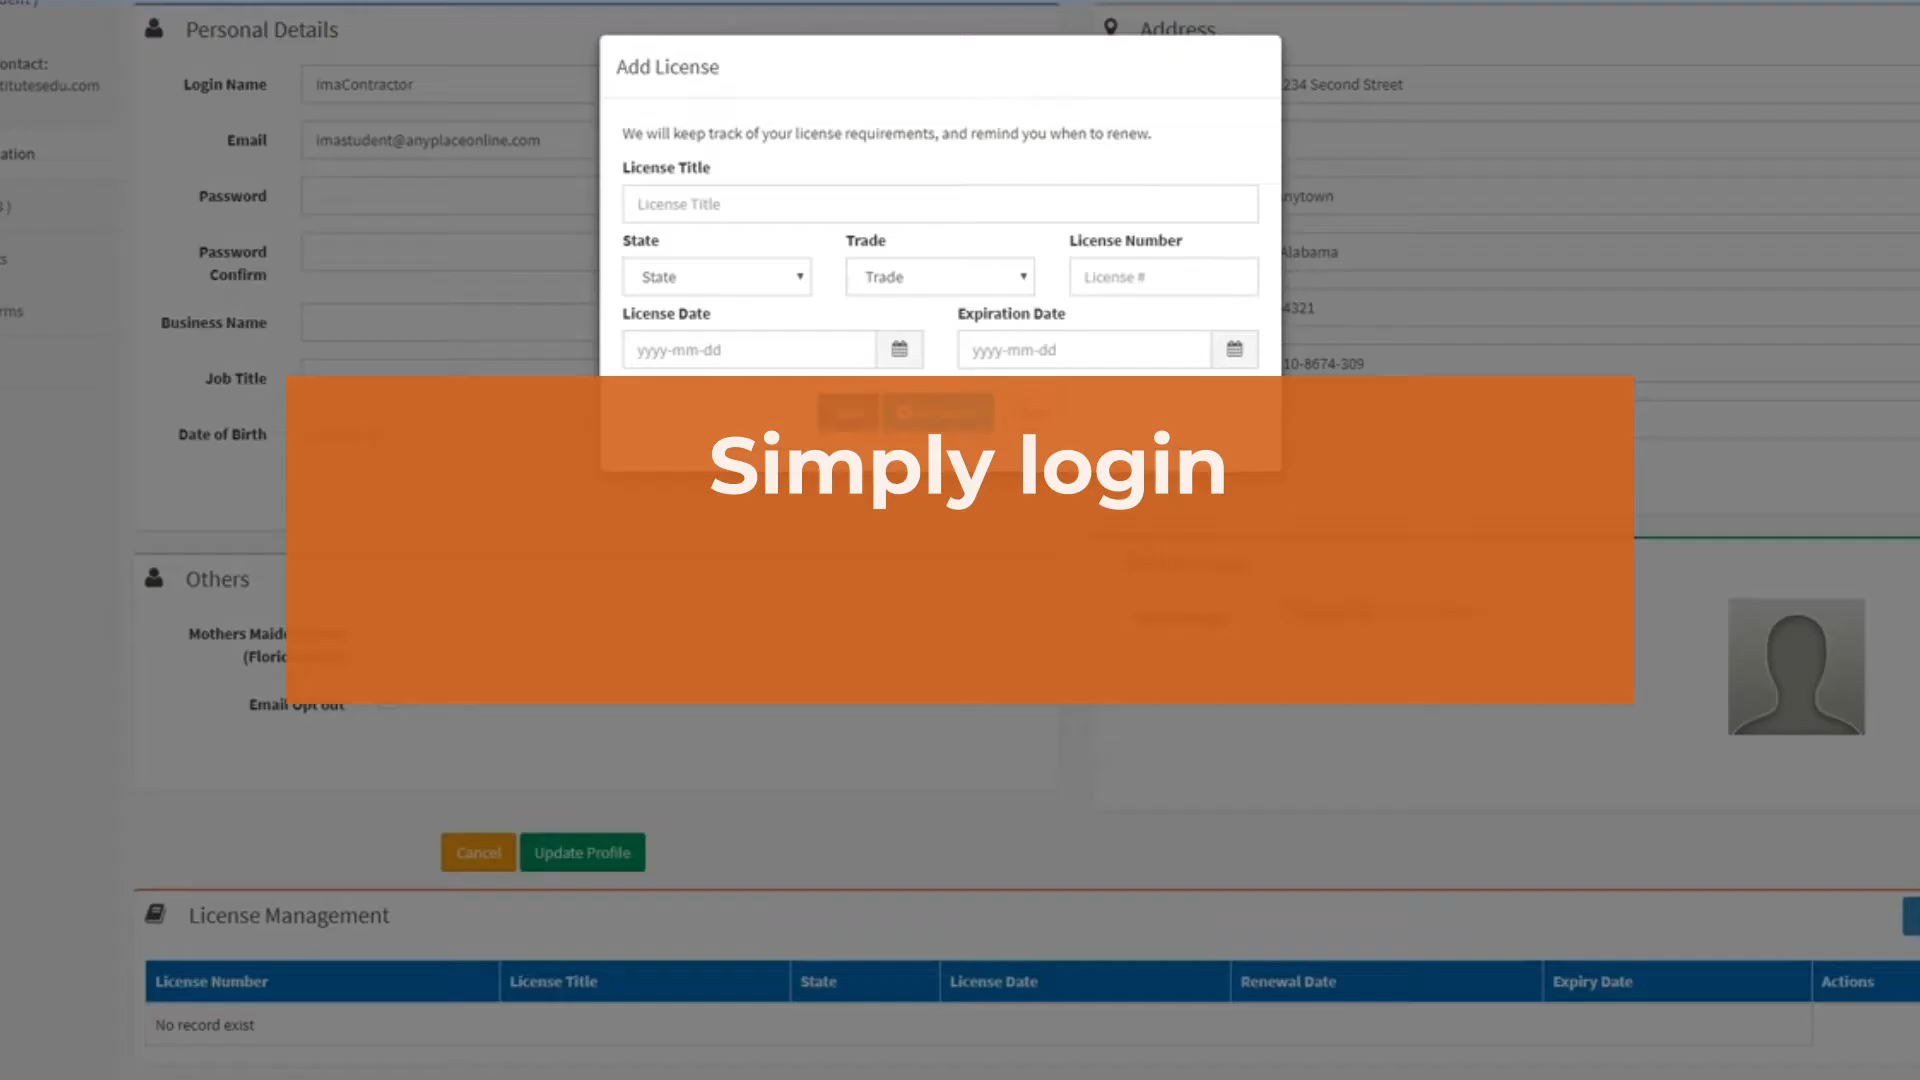 Personal Details
Address
ontact:
titutesedu.com
Login Name
imaContractor
234 Second Street
Email
imastudent@anyplaceonline.com
ation
Password
nytown
Password
Confirm
Alabama
rms
Business Name
4321
Job Title
10-8674-309
Date of Birth
Add License
We will keep track of your license requirements, and remind you when to renew.
License Title
License Title
State
Trade
License Number
State
Trade
License #
License Date
Expiration Date
yyyy-mm-dd
yyyy-mm-dd
Simply login
Others
Mothers Maid
(Flori
Email Opt out
Cancel
Update Profile
License Management
License Number
License Title
State
License Date
Renewal Date
Expiry Date
Actions
No record exist